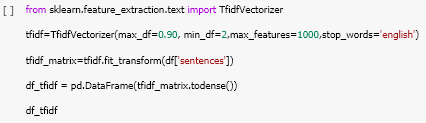 [ ] from sklearn.feature_extraction.text import TfidfVectorizer
tfidf=TfidfVectorizer(max_df=0.90, min_df=2,max_features=1000,stop_words='english')
tfidf_matrix=tfidf.fit_transform(df['sentences'])
df_tfidf = pd.DataFrame(tfidf_matrix.todense())
df_tfidf